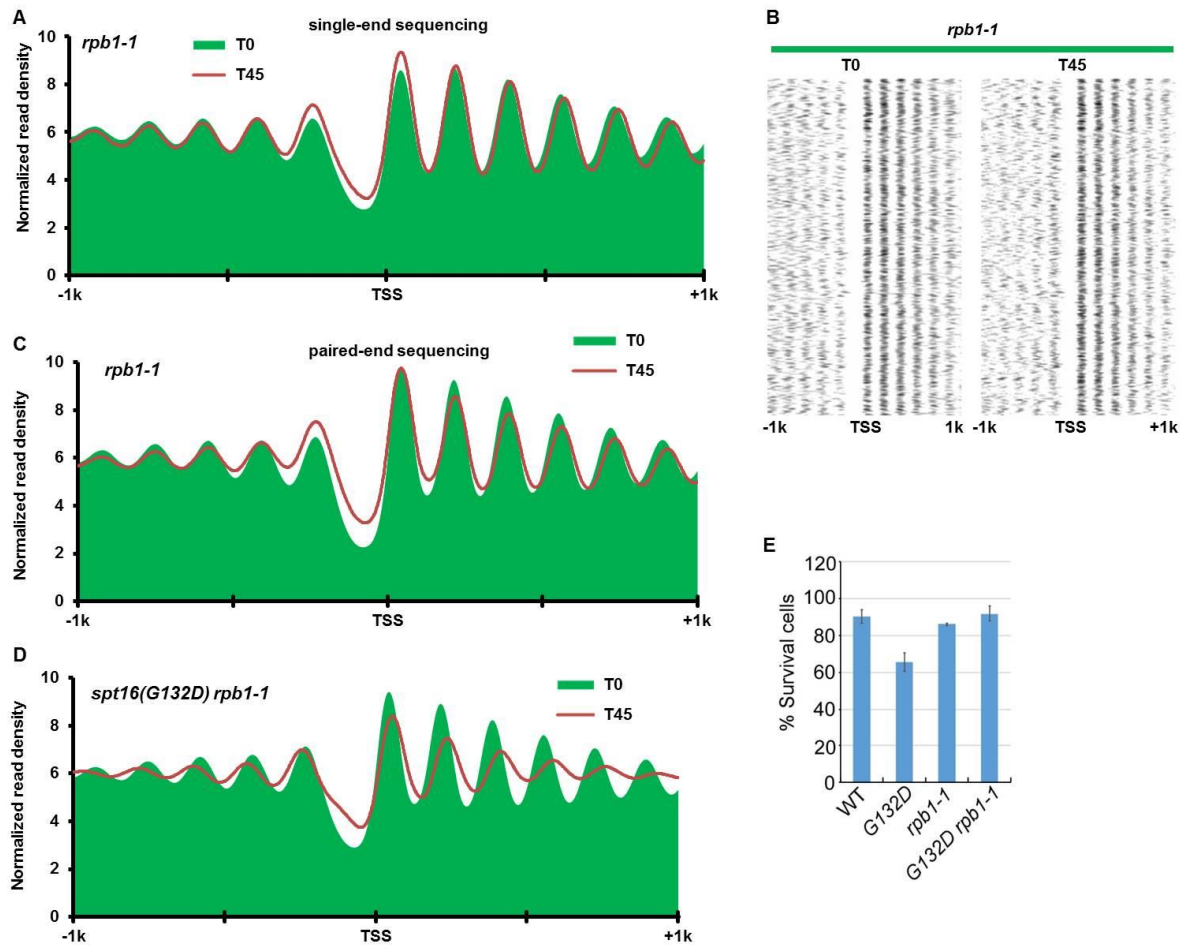 A
rpb1-1
single-end sequencing
T0
T45
Normalized read density
10
8
6
4
2
0
-1k
TSS
+1k
B
rpb1-1
T0
T45
-1k
TSS
1k
-1k
TSS
+1k
C
rpb1-1
paired-end sequencing
T0
T45
Normalized read density
10
8
6
4
2
0
-1k
TSS
+1k
D
spt16(G132D) rpb1-1
T0
T45
Normalized read density
10
8
6
4
2
0
-1k
TSS
+1k
E
% Survival cells
120
100
80
60
40
20
0
WT
G132D
rpb1-1
G132D rpb1-1